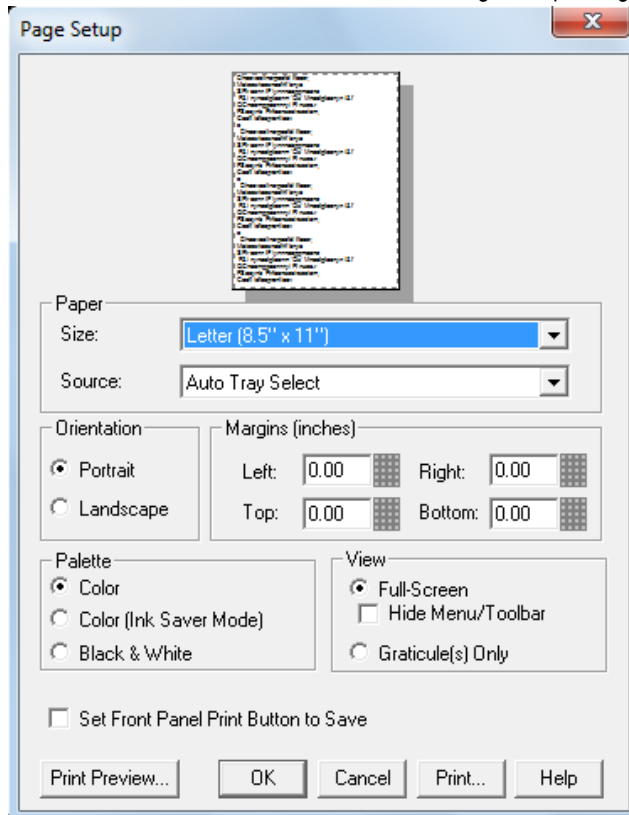 Page Setup
Paper
Size: Letter (8.5" x 11")
Source: Auto Tray Select
Orientation
Portrait
Landscape
Margins (inches)
Left: 0.00 Right: 0.00
Top: 0.00 Bottom: 0.00
Palette
Color
Color (Ink Saver Mode)
Black & White
View
Full-Screen
Hide Menu/Toolbar
Graticule(s) Only
Set Front Panel Print Button to Save
Print Preview... OK Cancel Print... Help